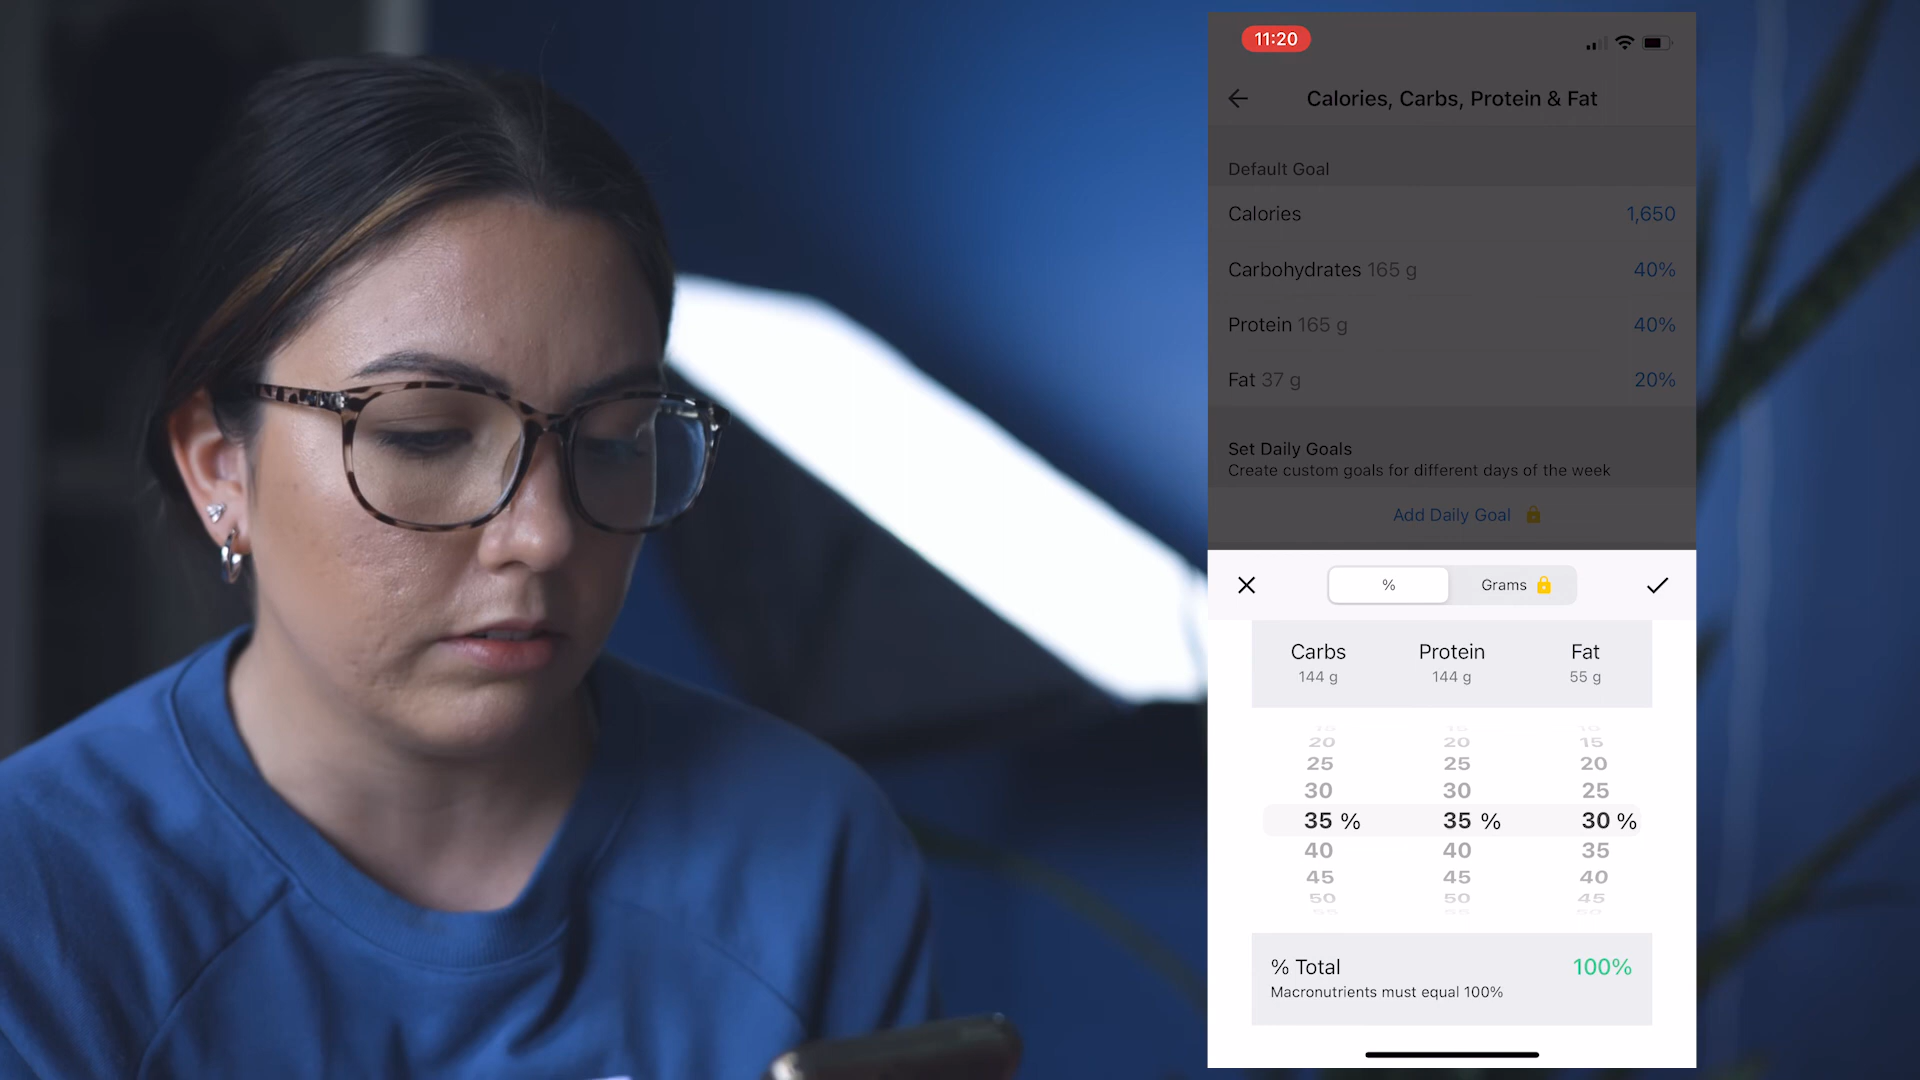 11:20
Calories, Carbs, Protein & Fat
Default Goal
Calories 1,650
Carbohydrates 165 g 40%
Protein 165 g 40%
Fat 37 g 20%
Set Daily Goals
Create custom goals for different days of the week
Add Daily Goal
% Grams
Carbs Protein Fat
144 g 144 g 55 g
20 20 15
25 25 20
30 30 25
35 % 35 % 30 %
40 40 35
45 45 40
50 50 45
% Total 100%
Macronutrients must equal 100%